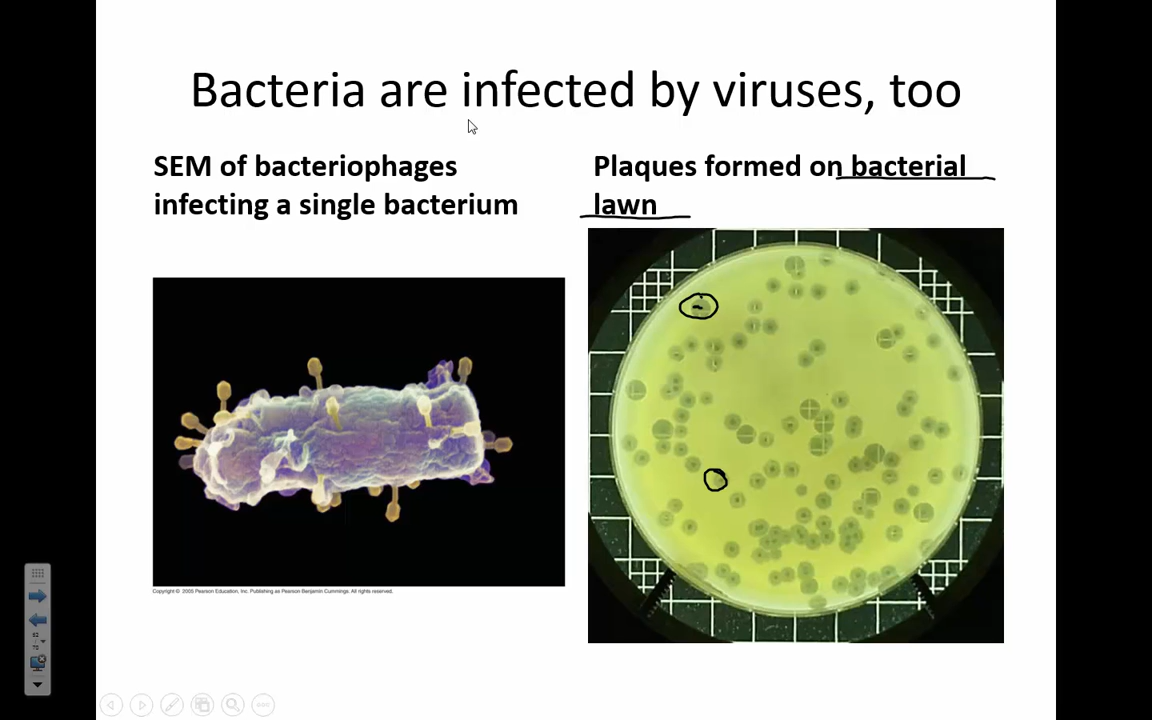 Bacteria are infected by viruses, too
SEM of bacteriophages
infecting a single bacterium
Plaques formed on bacterial
lawn
Copyright © 2005 Pearson Education, Inc. Publishing as Pearson Benjamin Cummings. All rights reserved.